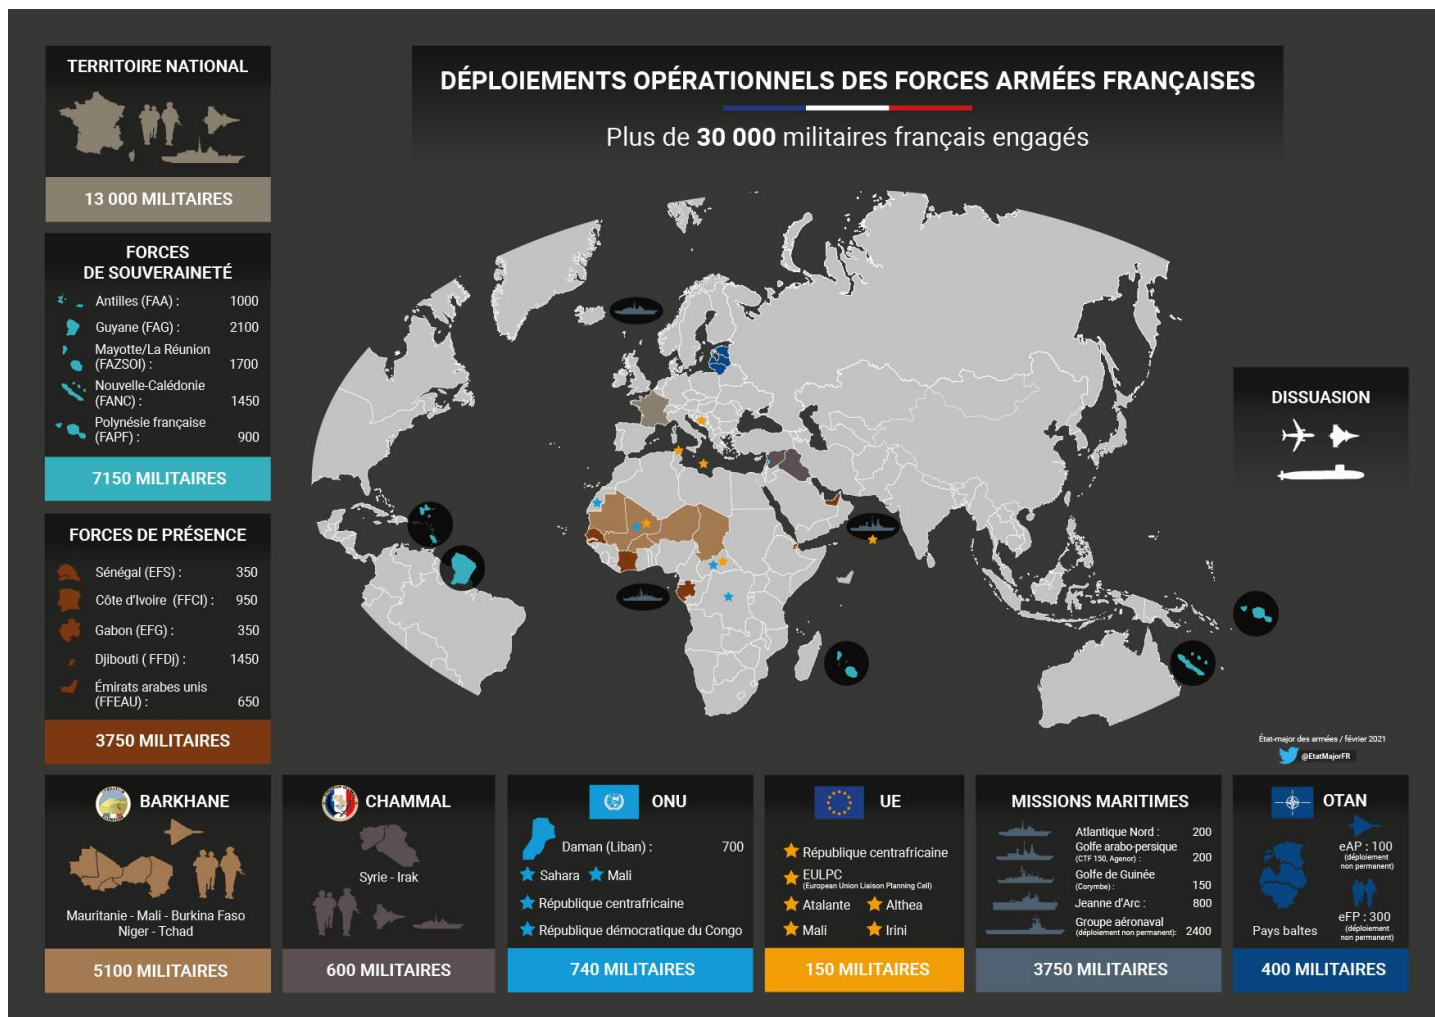 DÉPLOIEMENTS OPÉRATIONNELS DES FORCES ARMÉES FRANÇAISES
Plus de 30 000 militaires français engagés
TERRITOIRE NATIONAL
13 000 MILITAIRES
FORCES
DE SOUVERAINETÉ
Antilles (FAA) : 1000
Guyane (FAG) : 2100
Mayotte/La Réunion
(FAZSOI) : 1700
Nouvelle-Calédonie
(FANC) : 1450
Polynésie française
(FAPF) : 900
7150 MILITAIRES
FORCES DE PRÉSENCE
Sénégal (EFS) : 350
Côte d'Ivoire (FFCI) : 950
Gabon (EFG) : 350
Djibouti ( FFDj) : 1450
Émirats arabes unis
(FFEAU) : 650
3750 MILITAIRES
DISSUASION
État-major des armées / février 2021
@EtatMajorFR
BARKHANE
Mauritanie - Mali - Burkina Faso
Niger - Tchad
5100 MILITAIRES
CHAMMAL
Syrie - Irak
600 MILITAIRES
ONU
Daman (Liban) : 700
Sahara Mali
République centrafricaine
République démocratique du Congo
740 MILITAIRES
UE
République centrafricaine
EULPC
(European Union Liaison Planning Cell)
Atalante Althea
Mali Irini
150 MILITAIRES
MISSIONS MARITIMES
Atlantique Nord : 200
Golfe arabo-persique
(CTF 150, Agenor) : 200
Golfe de Guinée
(Corymbe) : 150
Jeanne d'Arc : 800
Groupe aéronaval
(déploiement non permanent): 2400
3750 MILITAIRES
OTAN
eAP : 100
(déploiement
non permanent)
eFP : 300
(déploiement
non permanent)
Pays baltes
400 MILITAIRES